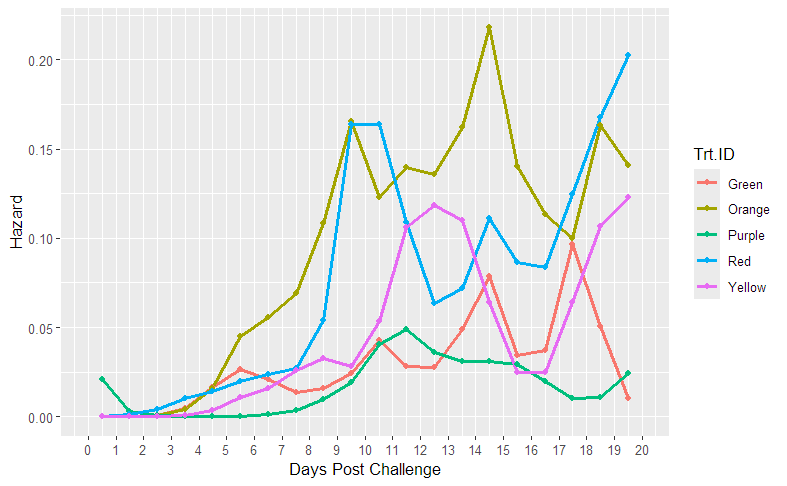 0.20
0.15
0.10
0.05
0.00
Hazard
0 1 2 3 4 5 6 7 8 9 10 11 12 13 14 15 16 17 18 19 20
Days Post Challenge
Trt.ID
Green
Orange
Purple
Red
Yellow